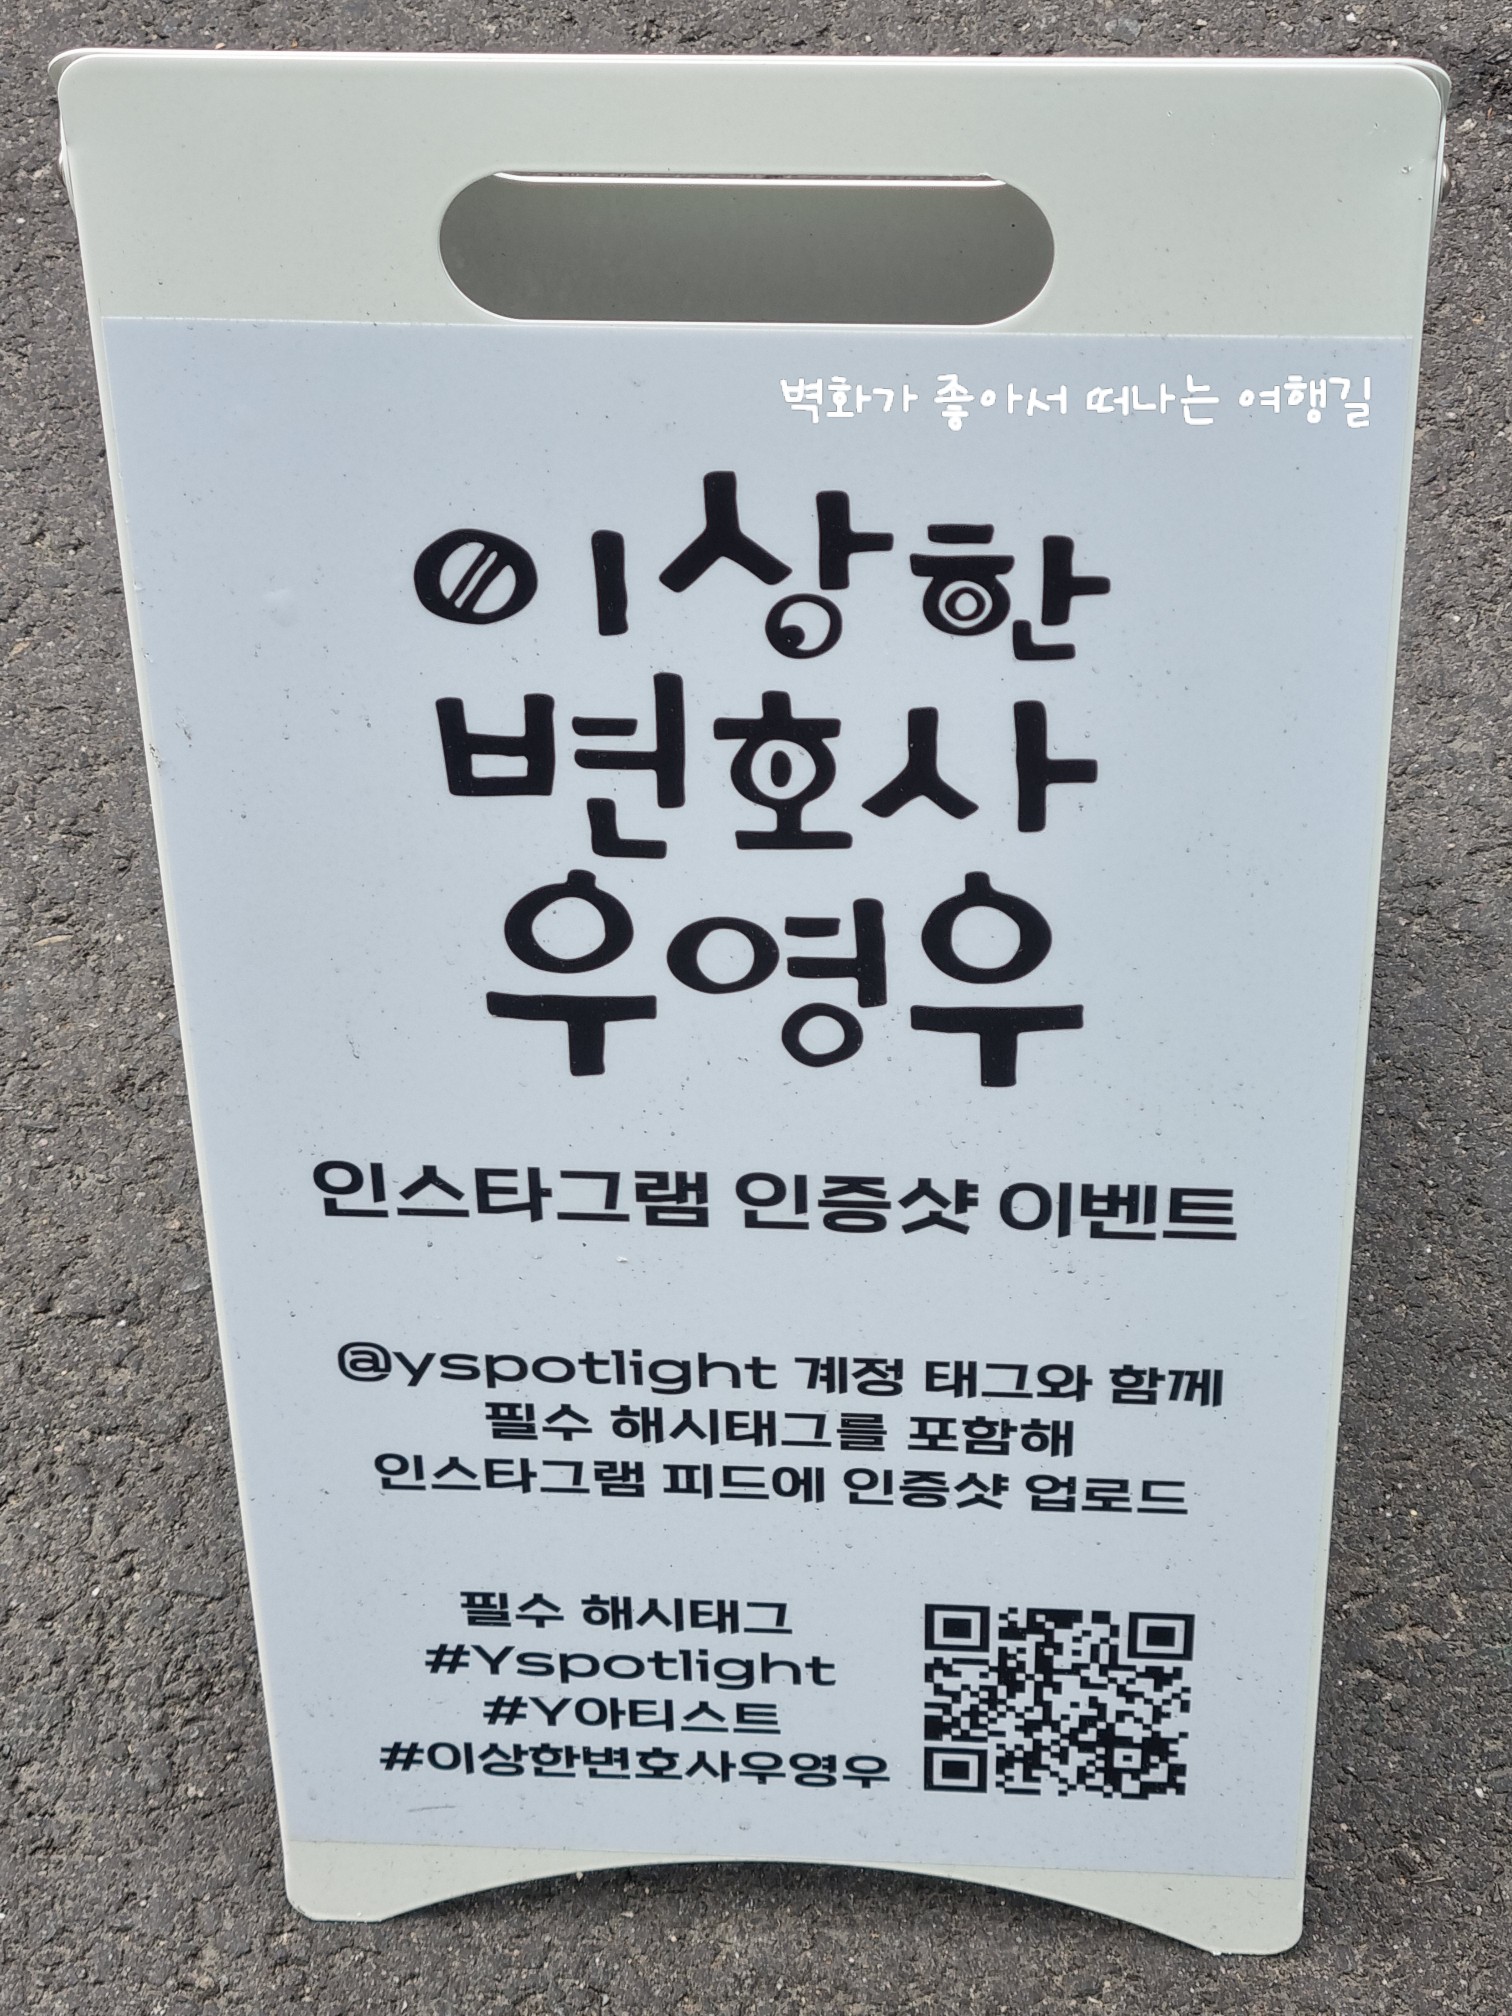 벽화가 좋아서 떠나는 여행길
이상한
변호사
우영우
인스타그램 인증샷 이벤트
@yspotlight 계정 태그와 함께
필수 해시태그를 포함해
인스타그램 피드에 인증샷 업로드
필수 해시태그
#Yspotlight
#Y아티스트
#이상한변호사우영우